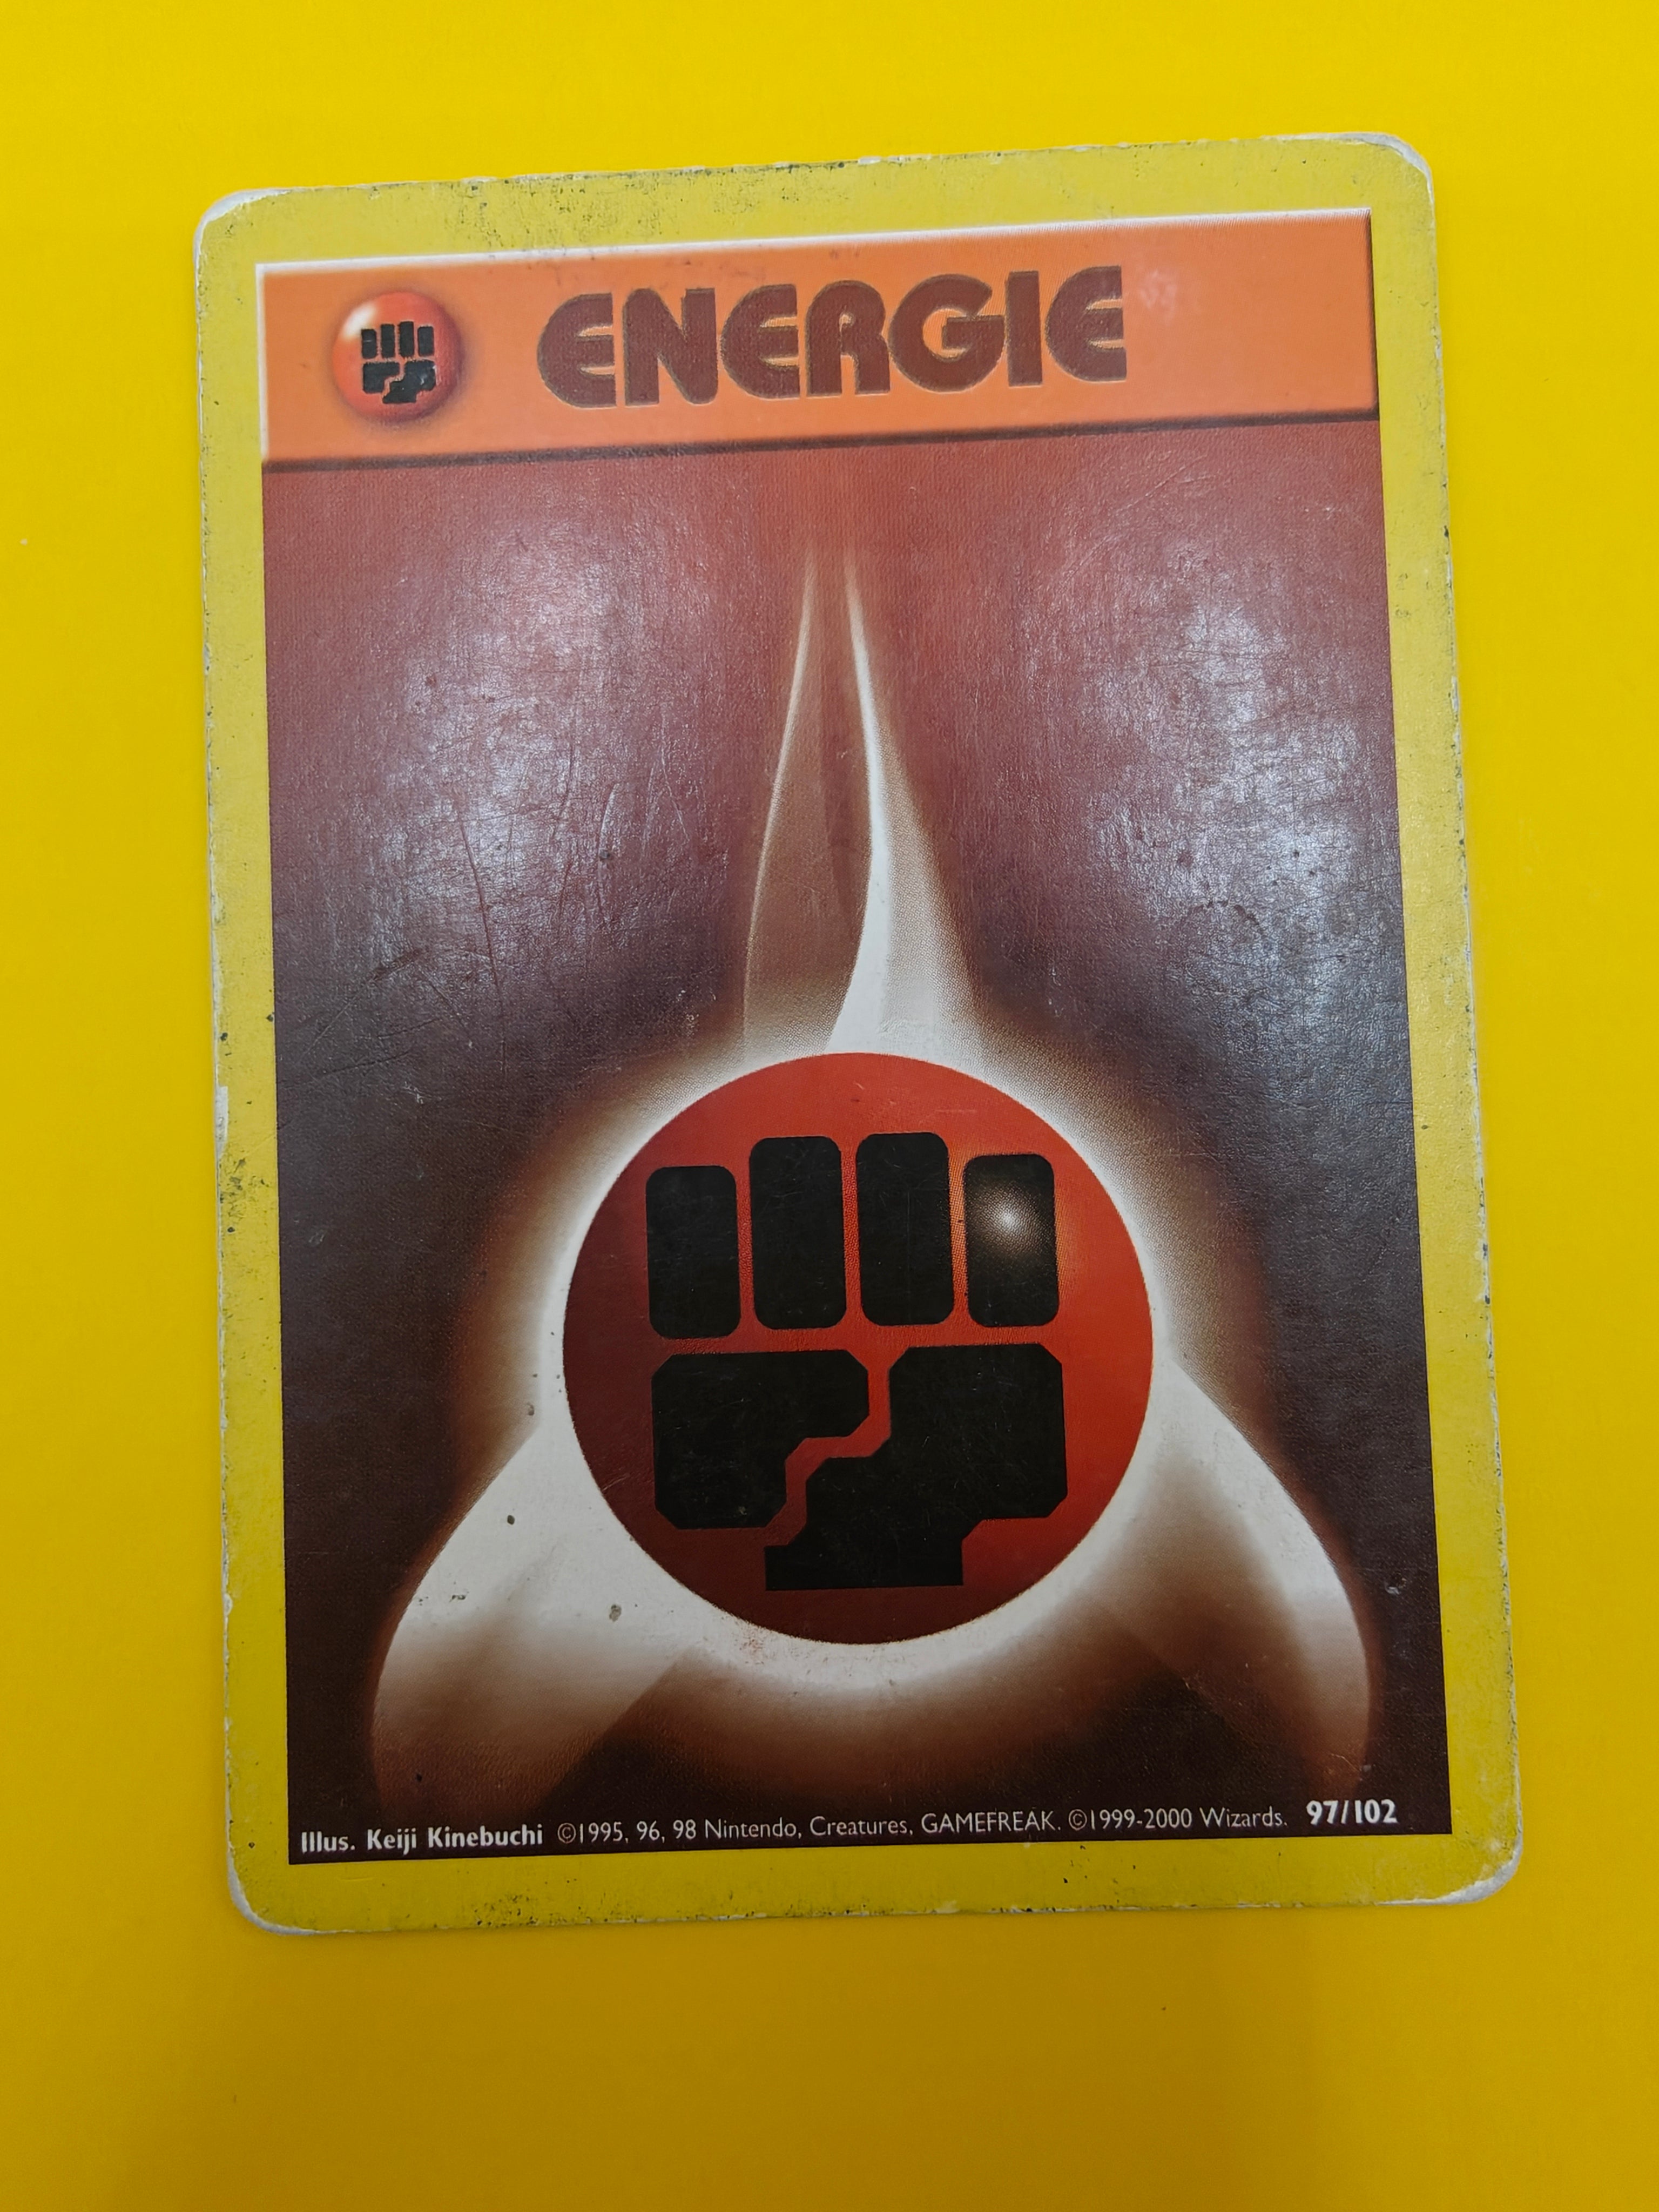 ENERGIE
Illus. Keiji Kinebuchi ©1995, 96, 98 Nintendo, Creatures, GAMEFREAK. ©1999-2000 Wizards. 97/102